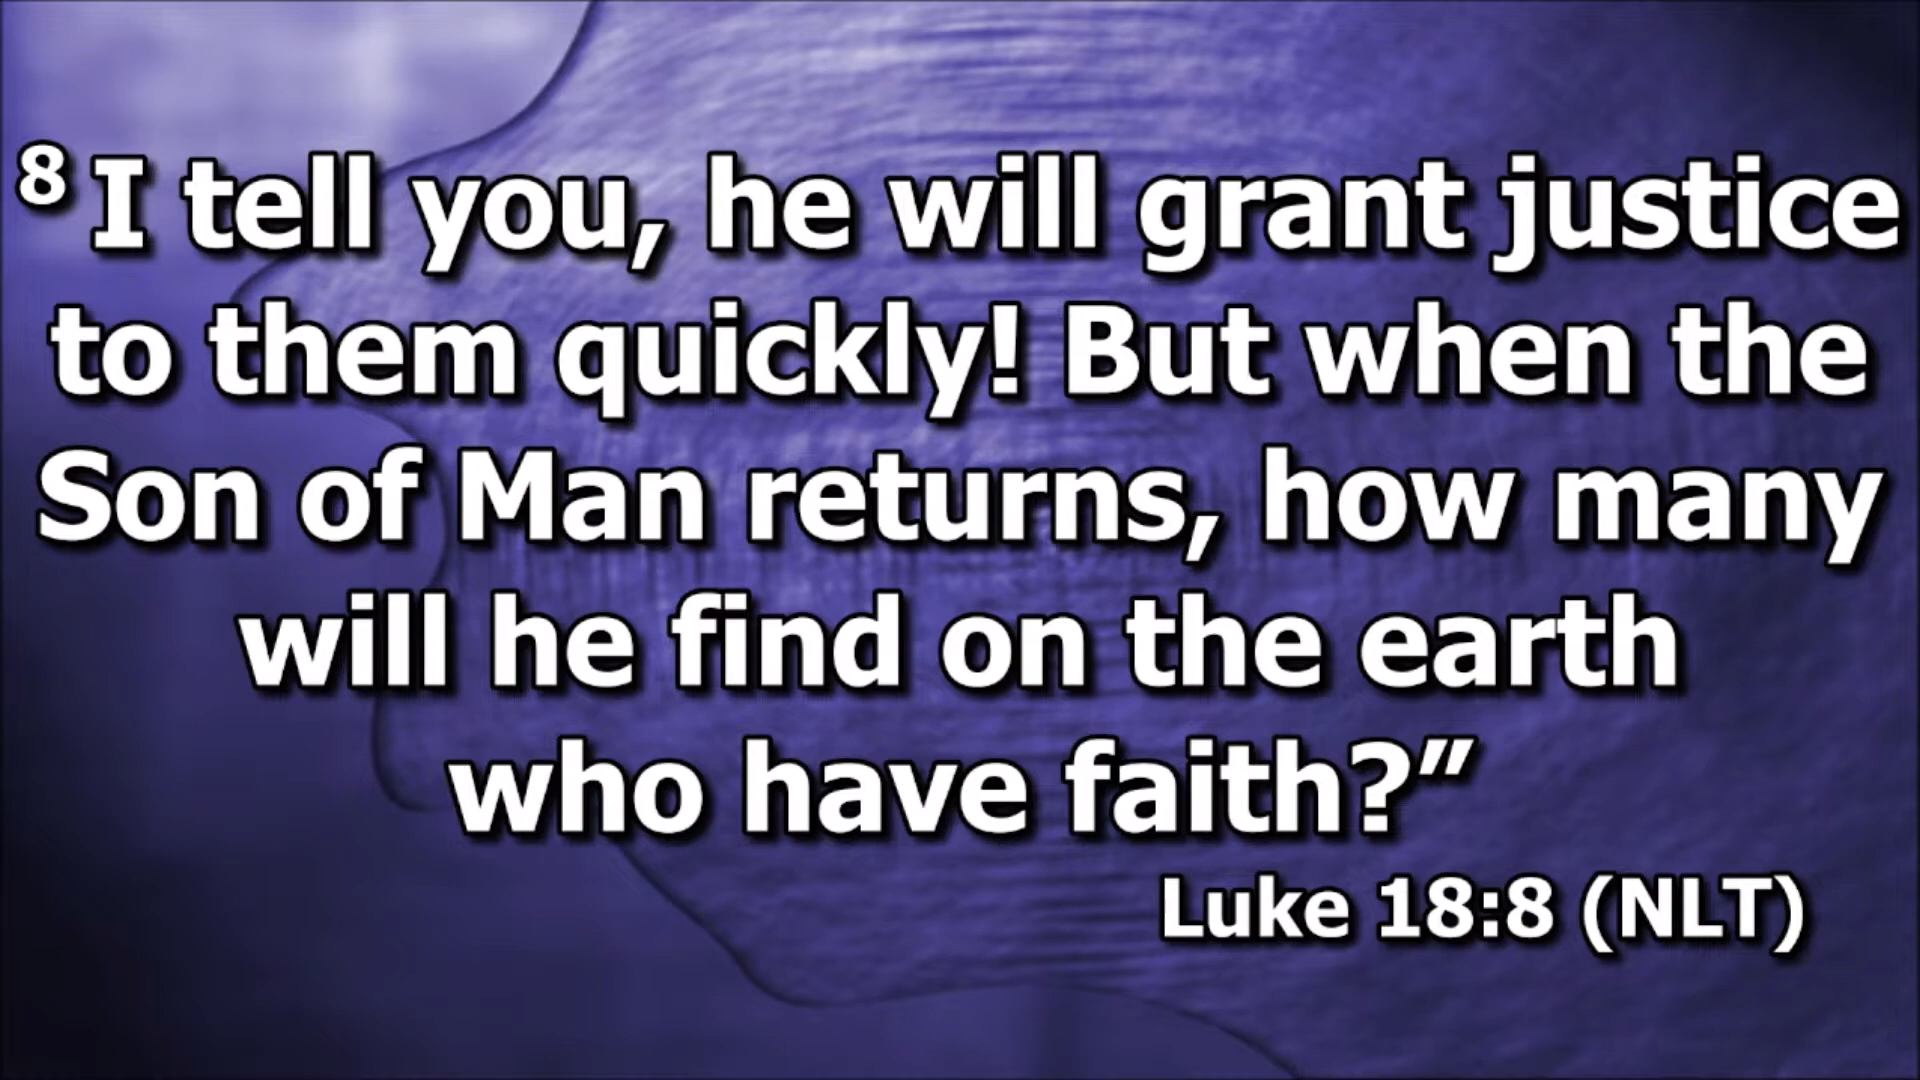 8 I tell you, he will grant justice
to them quickly! But when the
Son of Man returns, how many
will he find on the earth
who have faith?”
Luke 18:8 (NLT)